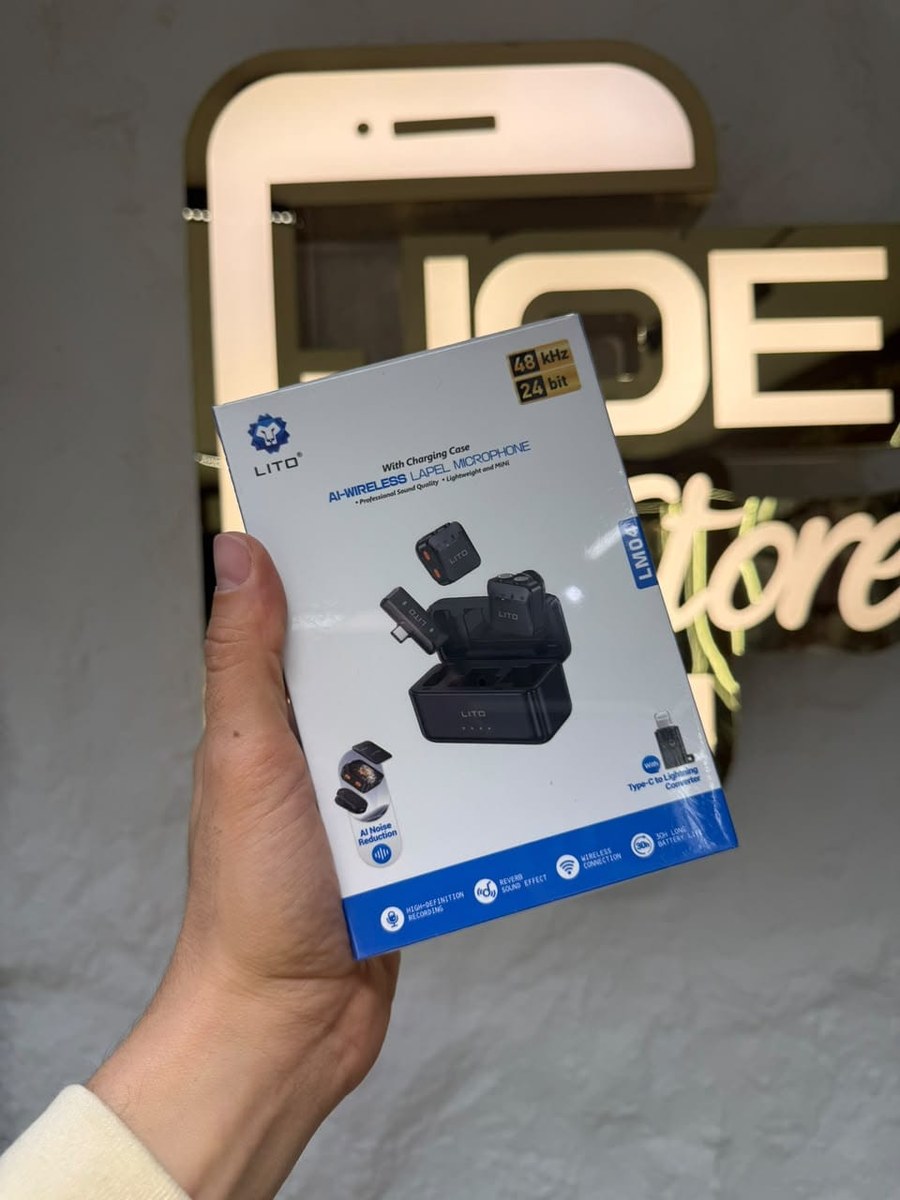 JOE
Store
48 kHz
24 bit
LITO®
With Charging Case
AI-WIRELESS LAPEL MICROPHONE
• Professional Sound Quality • Lightweight and MiNi
LM04
LITO
LITO
LITO
LITO
With
Type-C to Lightning
Converter
AI Noise
Reduction
HIGH-DEFINITION
RECORDING
REVERB
SOUND EFFECT
WIRELESS
CONNECTION
30h
30H LONG
BATTERY LIFE